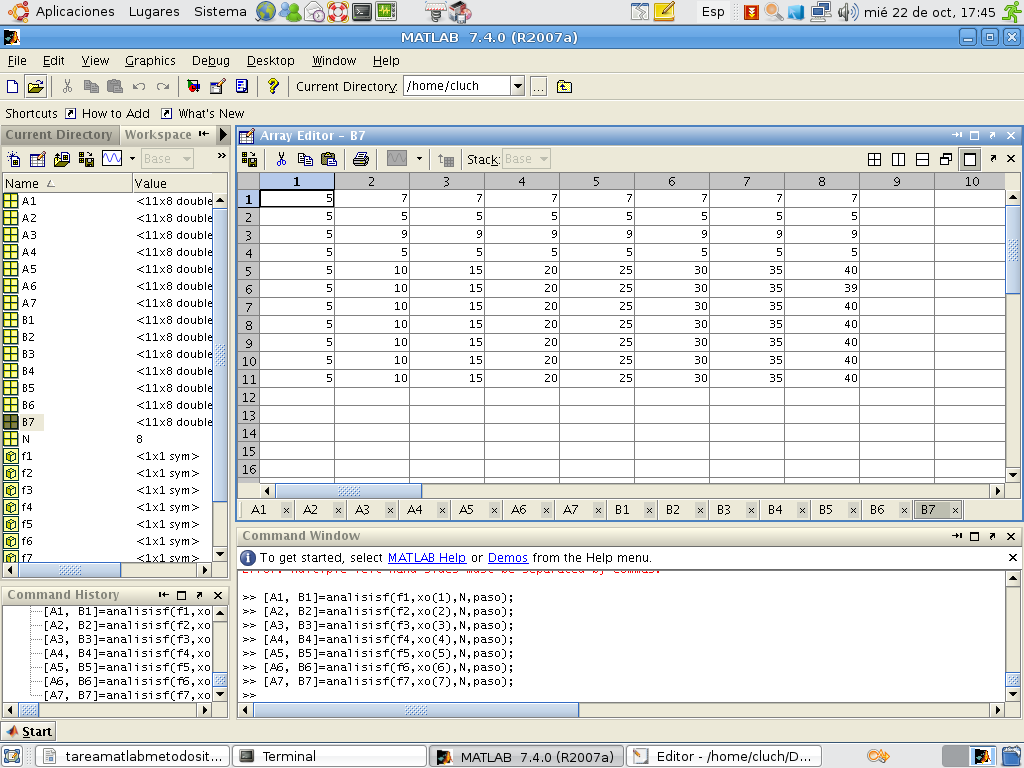 Aplicaciones Lugares Sistema Esp mié 22 de oct, 17:45
MATLAB 7.4.0 (R2007a)
File Edit View Graphics Debug Desktop Window Help
Current Directory: /home/cluch ...
Shortcuts How to Add What's New
Current Directory Workspace
Base »
Name Value
A1 <11x8 double
A2 <11x8 double
A3 <11x8 double
A4 <11x8 double
A5 <11x8 double
A6 <11x8 double
A7 <11x8 double
B1 <11x8 double
B2 <11x8 double
B3 <11x8 double
B4 <11x8 double
B5 <11x8 double
B6 <11x8 double
B7 <11x8 double
N 8
f1 <1x1 sym>
f2 <1x1 sym>
f3 <1x1 sym>
f4 <1x1 sym>
f5 <1x1 sym>
f6 <1x1 sym>
f7 <1x1 sym>
Array Editor - B7
Stack: Base
1 2 3 4 5 6 7 8 9 10
1 5 7 7 7 7 7 7 7
2 5 5 5 5 5 5 5 5
3 5 9 9 9 9 9 9 9
4 5 5 5 5 5 5 5 5
5 5 10 15 20 25 30 35 40
6 5 10 15 20 25 30 35 39
7 5 10 15 20 25 30 35 40
8 5 10 15 20 25 30 35 40
9 5 10 15 20 25 30 35 40
10 5 10 15 20 25 30 35 40
11 5 10 15 20 25 30 35 40
12
13
14
15
16
A1 A2 A3 A4 A5 A6 A7 B1 B2 B3 B4 B5 B6 B7
Command History
[A1, B1]=analisisf(f1,xo
[A2, B2]=analisisf(f2,xo
[A3, B3]=analisisf(f3,xo
[A4, B4]=analisisf(f4,xo
[A5, B5]=analisisf(f5,xo
[A6, B6]=analisisf(f6,xo
[A7, B7]=analisisf(f7,xo
Command Window
To get started, select MATLAB Help or Demos from the Help menu.
>> [A1, B1]=analisisf(f1,xo(1),N,paso);
>> [A2, B2]=analisisf(f2,xo(2),N,paso);
>> [A3, B3]=analisisf(f3,xo(3),N,paso);
>> [A4, B4]=analisisf(f4,xo(4),N,paso);
>> [A5, B5]=analisisf(f5,xo(5),N,paso);
>> [A6, B6]=analisisf(f6,xo(6),N,paso);
>> [A7, B7]=analisisf(f7,xo(7),N,paso);
>>
Start
tareamatlabmetodosit... Terminal MATLAB 7.4.0 (R2007a) Editor - /home/cluch/D...